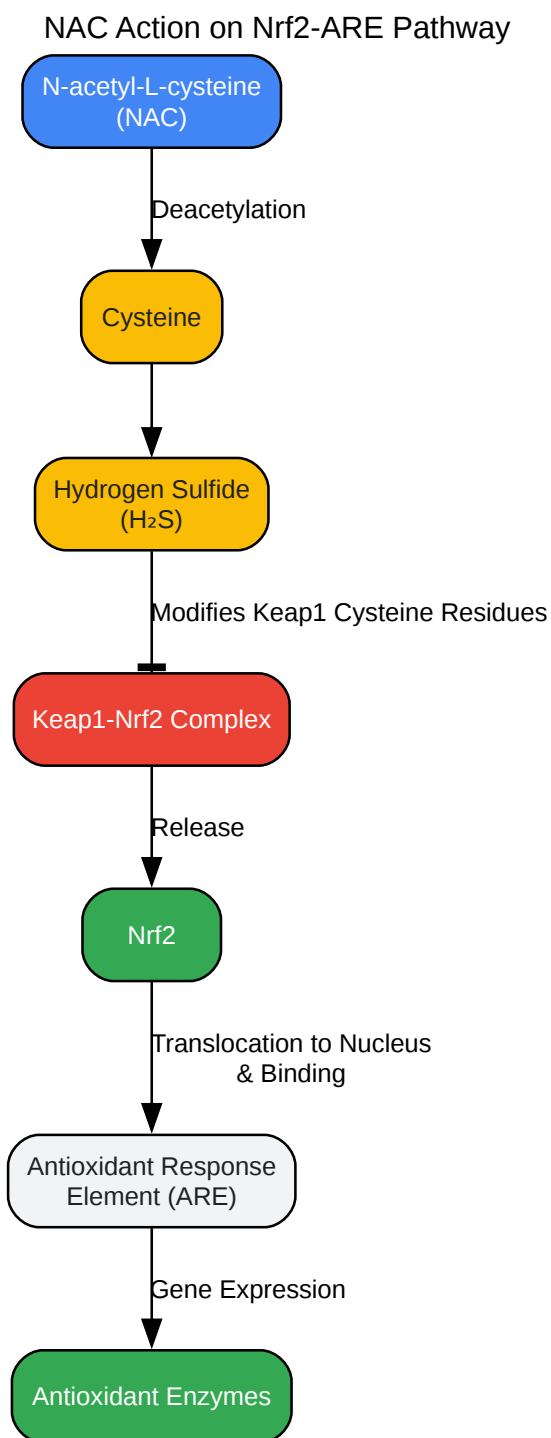 NAC Action on Nrf2-ARE Pathway
N-acetyl-L-cysteine
(NAC)
Deacetylation
Cysteine
Hydrogen Sulfide
(H₂S)
Modifies Keap1 Cysteine Residues
Keap1-Nrf2 Complex
Release
Nrf2
Translocation to Nucleus
& Binding
Antioxidant Response
Element (ARE)
Gene Expression
Antioxidant Enzymes